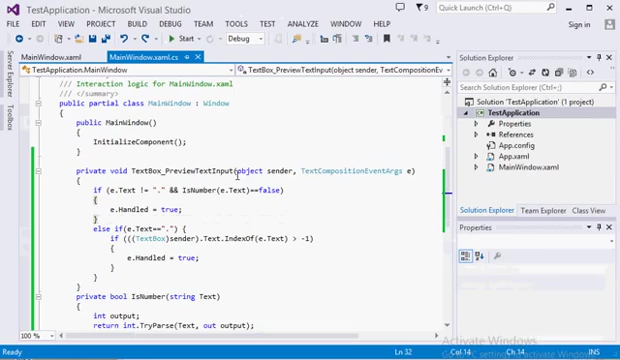 TestApplication - Microsoft Visual Studio
Quick Launch (Ctrl+Q)
FILE EDIT VIEW PROJECT BUILD DEBUG TEAM TOOLS TEST ANALYZE WINDOW HELP
Sign in
Start Debug
MainWindow.xaml MainWindow.xaml.cs
TestApplication.MainWindow TextBox_PreviewTextInput(object sender, TextCompositionEv
/// Interaction logic for MainWindow.xaml
/// </summary>
public partial class MainWindow : Window
{
public MainWindow()
{
InitializeComponent();
}
private void TextBox_PreviewTextInput(object sender, TextCompositionEventArgs e)
{
if (e.Text != "." && IsNumber(e.Text)==false)
{
e.Handled = true;
}
else if(e.Text==".") {
if (((TextBox)sender).Text.IndexOf(e.Text) > -1)
{
e.Handled = true;
}
}
}
private bool IsNumber(string Text)
{
int output;
return int.TryParse(Text, out output);
100 %
Server Explorer
Toolbox
Solution Explorer
Search Solution Explorer (Ctrl+;)
Solution 'TestApplication' (1 project)
TestApplication
Properties
References
App.config
App.xaml
MainWindow.xaml
Solution Explorer Team Explorer Class View
Properties
Activate Windows
Ready Ln 32 Col 14 Ch 14 INS